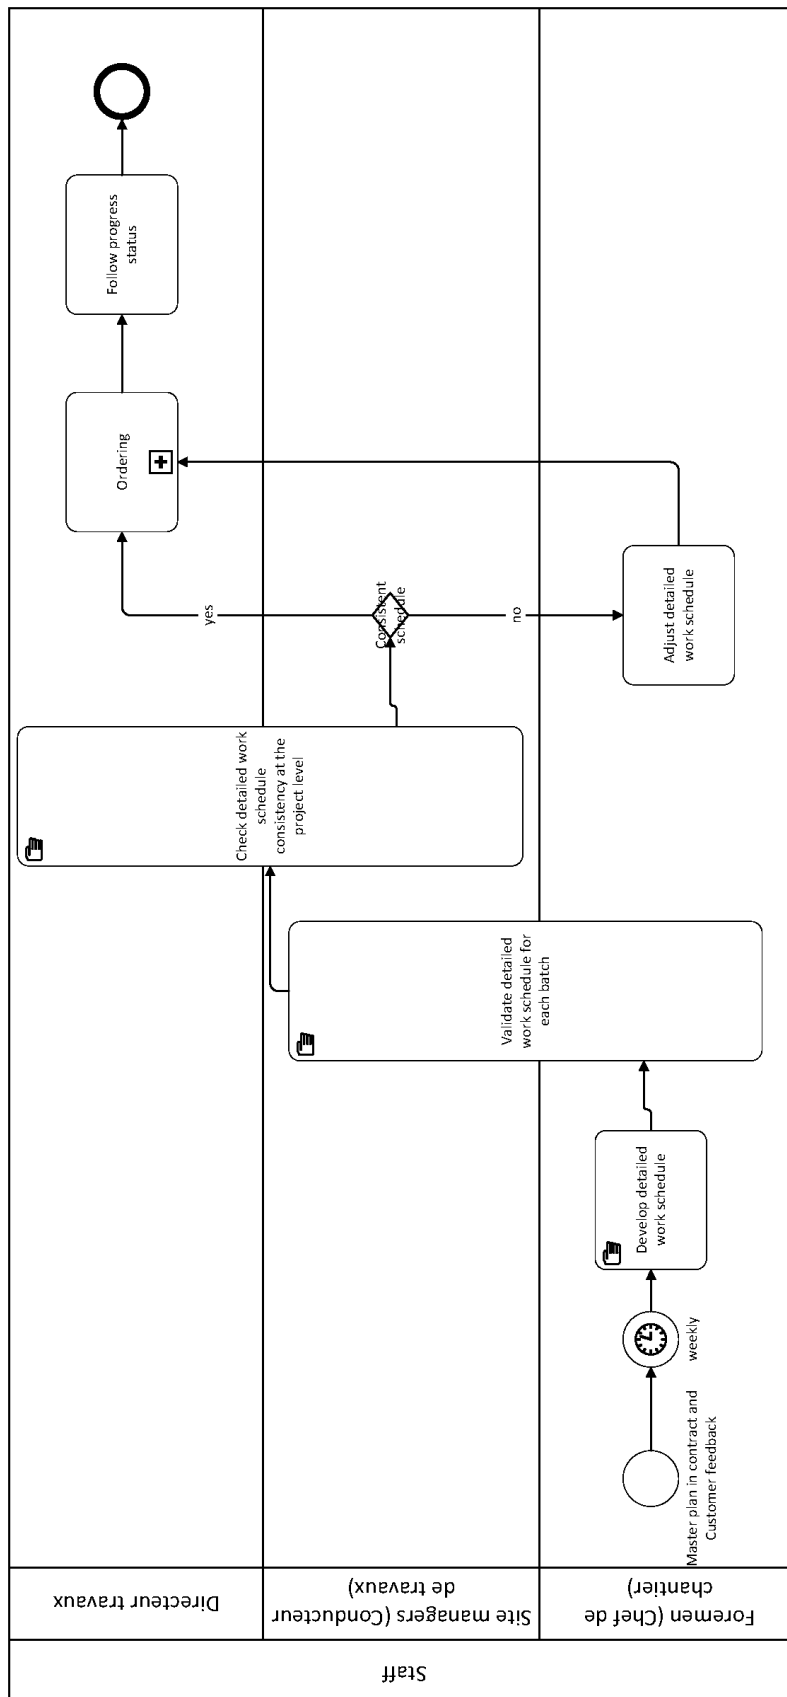 Staff
Directeur travaux
Site managers (Conducteur
de travaux)
Foremen (Chef de
chantier)
Master plan in contract and
Customer feedback
weekly
Develop detailed
work schedule
Validate detailed
work schedule for
each batch
Check detailed work
schedule
consistency at the
project level
Consistent
schedule
yes
no
Adjust detailed
work schedule
Ordering
Follow progress
status